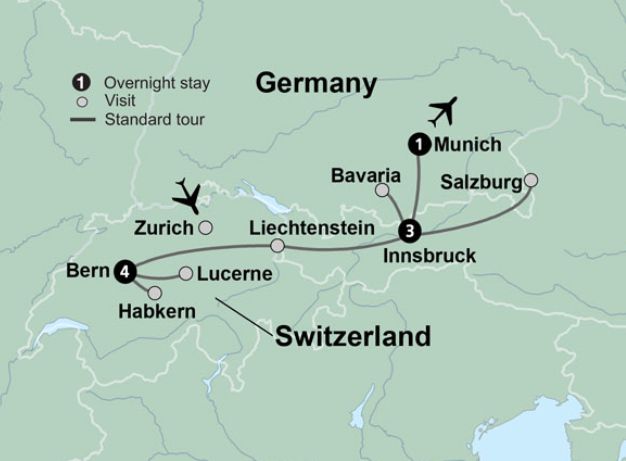 1 Overnight stay
Visit
Standard tour
Germany
1 Munich
Bavaria
Salzburg
Zurich
Liechtenstein
3
Innsbruck
Bern 4
Lucerne
Habkern
Switzerland